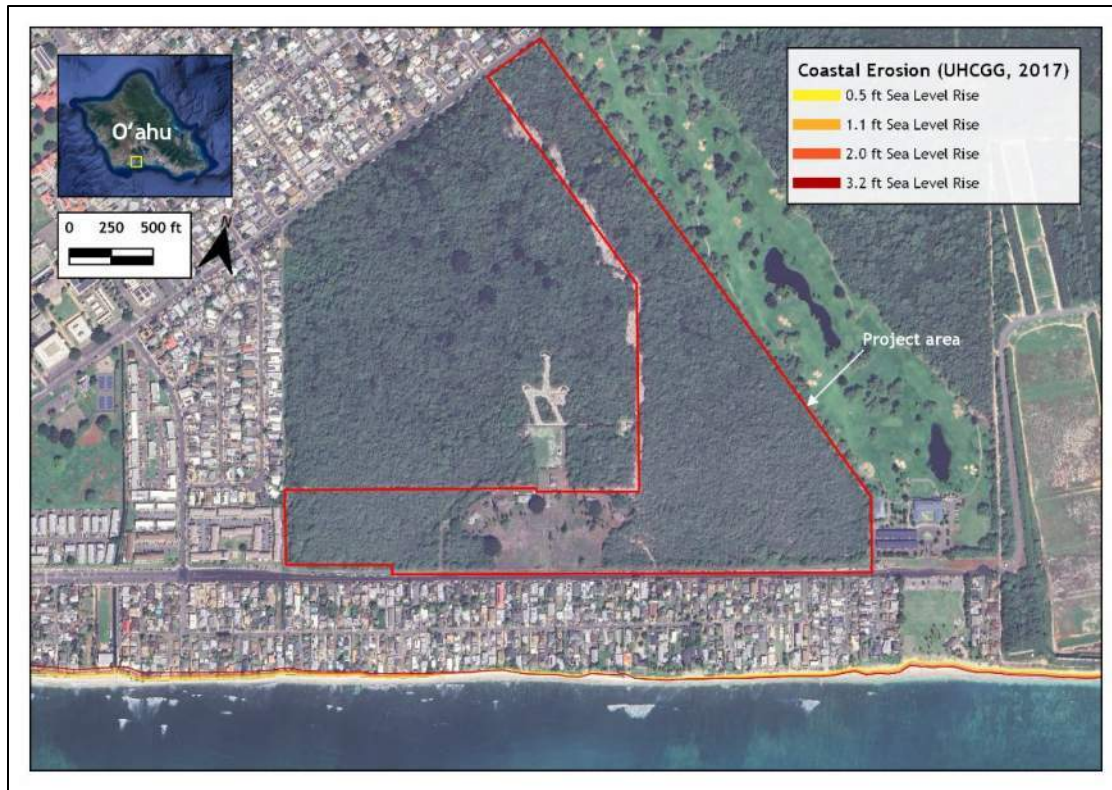 O‘ahu
0 250 500 ft
N
Coastal Erosion (UHCGG, 2017)
0.5 ft Sea Level Rise
1.1 ft Sea Level Rise
2.0 ft Sea Level Rise
3.2 ft Sea Level Rise
Project area